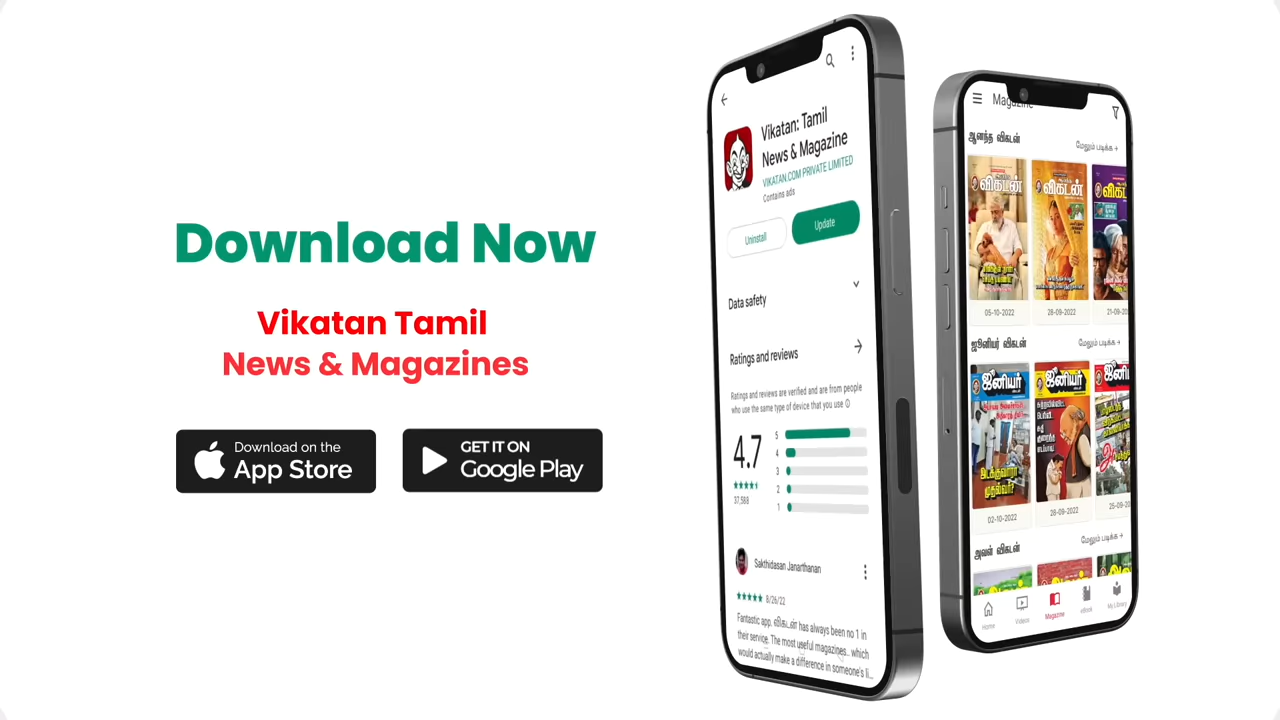 Download Now
Vikatan Tamil
News & Magazines
Download on the
App Store
GET IT ON
Google Play
Vikatan: Tamil
News & Magazine
VIKATAN.COM PRIVATE LIMITED
Contains ads
Uninstall
Update
Data safety
Ratings and reviews
Ratings and reviews are verified and are from people
who use the same type of device that you use
4.7
5
4
3
2
1
37,588
Sakthidasan Janarthanan
8/26/22
Fantastic app. விகடன் has always been no 1 in
their service. The most useful magazines.. which
would actually make a difference in someone's li...
Magazine
ஆனந்த விகடன்
மேலும் படிக்க
விகடன்
விகடன்
05-10-2022
28-09-2022
21-09-20
ஜூனியர் விகடன்
மேலும் படிக்க
ஜூனியர்
ஜூனியர்
02-10-2022
28-09-2022
25-09-20
அவள் விகடன்
மேலும் படிக்க
Home
Videos
Magazine
eBook
My Library